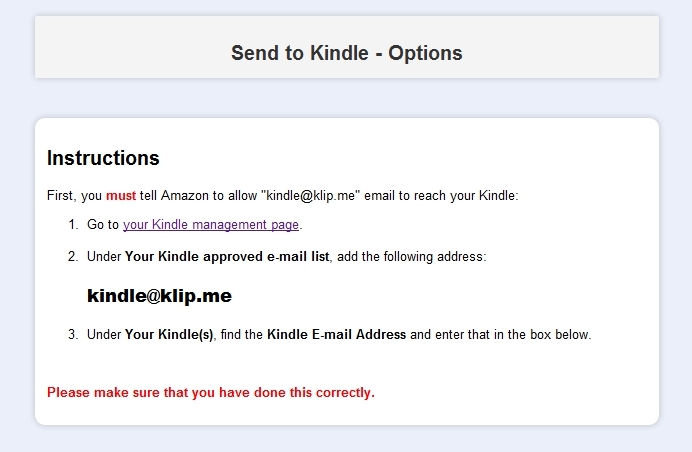 Send to Kindle - Options
Instructions
First, you must tell Amazon to allow "kindle@klip.me" email to reach your Kindle:
1. Go to your Kindle management page.
2. Under Your Kindle approved e-mail list, add the following address:
kindle@klip.me
3. Under Your Kindle(s), find the Kindle E-mail Address and enter that in the box below.
Please make sure that you have done this correctly.